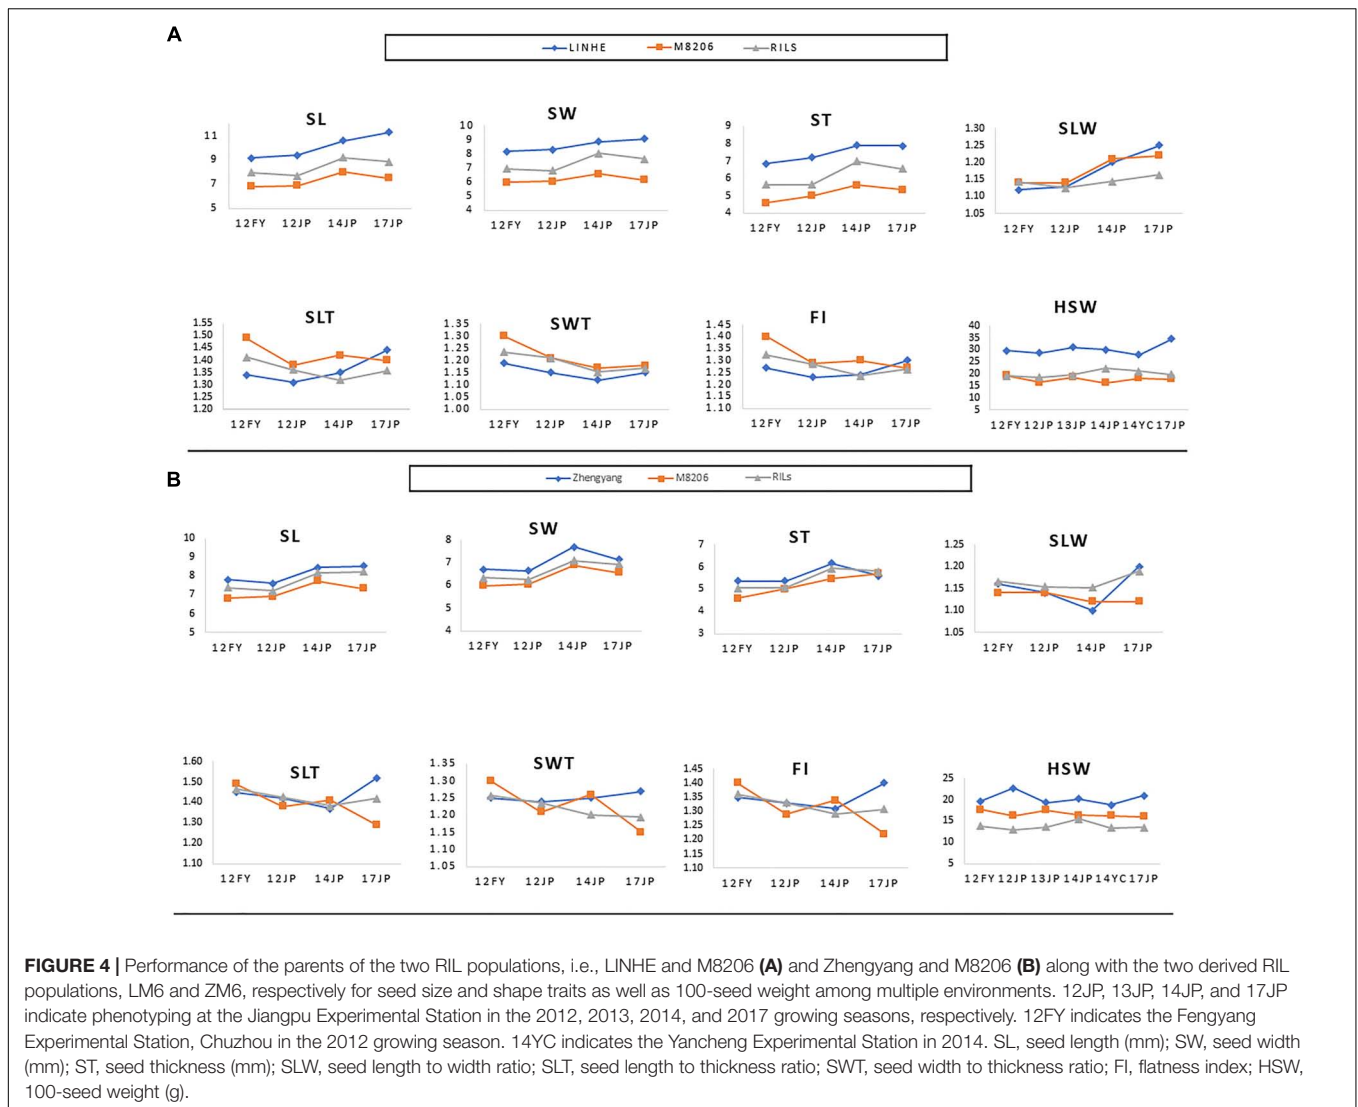 A
LINHE M8206 RILS
SL
11
9
7
5
12FY 12JP 14JP 17JP
SW
10
9
8
7
6
5
4
12FY 12JP 14JP 17JP
ST
9
8
7
6
5
4
12FY 12JP 14JP 17JP
SLW
1.30
1.25
1.20
1.15
1.10
1.05
12FY 12JP 14JP 17JP
SLT
1.55
1.50
1.45
1.40
1.35
1.30
1.25
1.20
12FY 12JP 14JP 17JP
SWT
1.35
1.30
1.25
1.20
1.15
1.10
1.05
1.00
12FY 12JP 14JP 17JP
FI
1.45
1.40
1.35
1.30
1.25
1.20
1.15
1.10
12FY 12JP 14JP 17JP
HSW
40
35
30
25
20
15
10
5
12FY 12JP 13JP 14JP 14YC 17JP
B
Zhengyang M8206 RILs
SL
10
9
8
7
6
5
12FY 12JP 14JP 17JP
SW
8
7
6
5
4
12FY 12JP 14JP 17JP
ST
7
6
5
4
3
12FY 12JP 14JP 17JP
SLW
1.25
1.20
1.15
1.10
1.05
12FY 12JP 14JP 17JP
SLT
1.60
1.50
1.40
1.30
1.20
1.10
12FY 12JP 14JP 17JP
SWT
1.35
1.30
1.25
1.20
1.15
1.10
1.05
12FY 12JP 14JP 17JP
FI
1.45
1.40
1.35
1.30
1.25
1.20
1.15
1.10
12FY 12JP 14JP 17JP
HSW
25
20
15
10
5
12FY 12JP 13JP 14JP 14YC 17JP
FIGURE 4 | Performance of the parents of the two RIL populations, i.e., LINHE and M8206 (A) and Zhengyang and M8206 (B) along with the two derived RIL
populations, LM6 and ZM6, respectively for seed size and shape traits as well as 100-seed weight among multiple environments. 12JP, 13JP, 14JP, and 17JP
indicate phenotyping at the Jiangpu Experimental Station in the 2012, 2013, 2014, and 2017 growing seasons, respectively. 12FY indicates the Fengyang
Experimental Station, Chuzhou in the 2012 growing season. 14YC indicates the Yancheng Experimental Station in 2014. SL, seed length (mm); SW, seed width
(mm); ST, seed thickness (mm); SLW, seed length to width ratio; SLT, seed length to thickness ratio; SWT, seed width to thickness ratio; FI, flatness index; HSW,
100-seed weight (g).